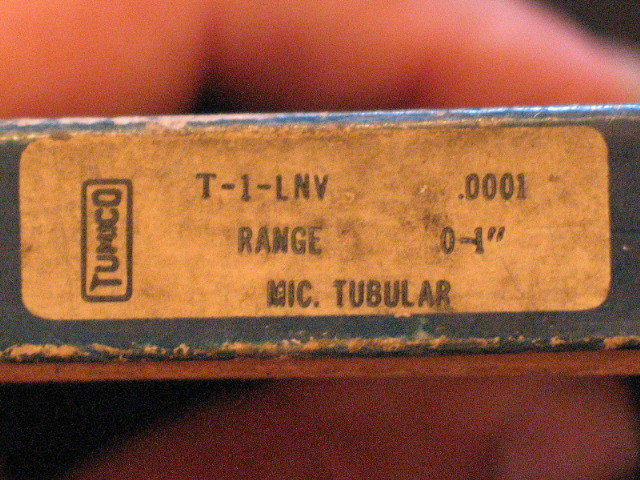 TUMICO
T-1-LNV .0001
RANGE 0-1"
MIC. TUBULAR